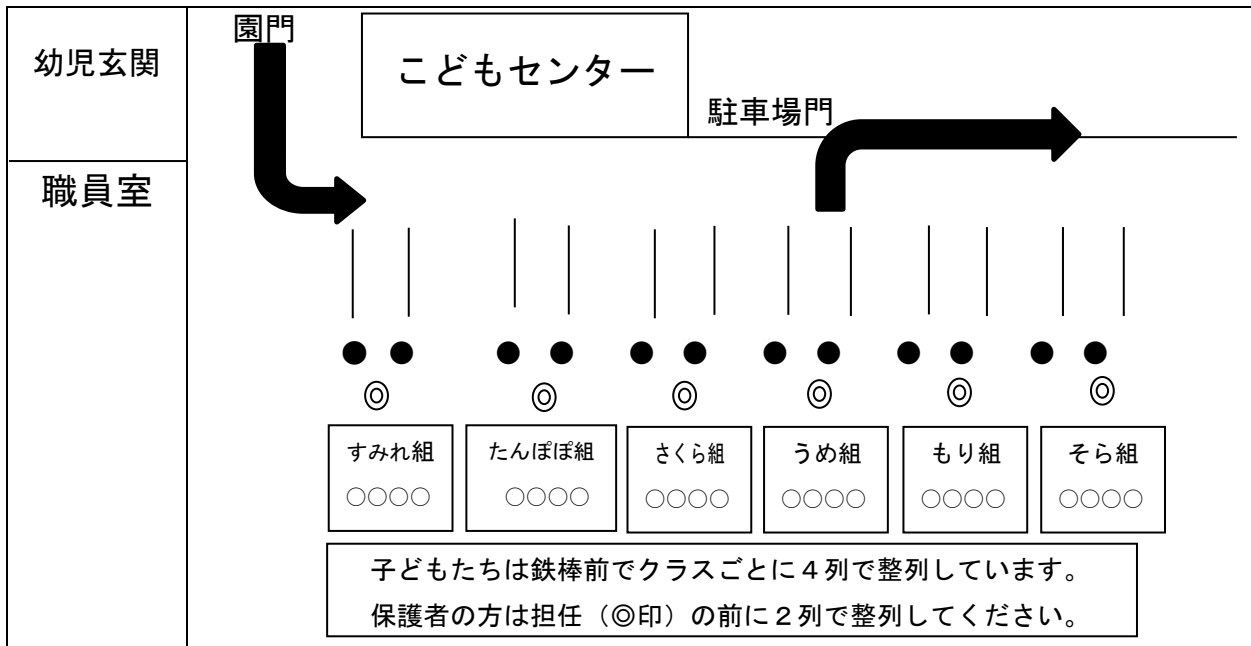 園門
幼児玄関
こどもセンター
駐車場門
職員室
● ● ● ● ● ● ● ● ● ● ● ●
◎ ◎ ◎ ◎ ◎ ◎
すみれ組 たんぽぽ組 さくら組 うめ組 もり組 そら組
○○○○ ○○○○ ○○○○ ○○○○ ○○○○ ○○○○
子どもたちは鉄棒前でクラスごとに４列で整列しています。
保護者の方は担任（◎印）の前に２列で整列してください。